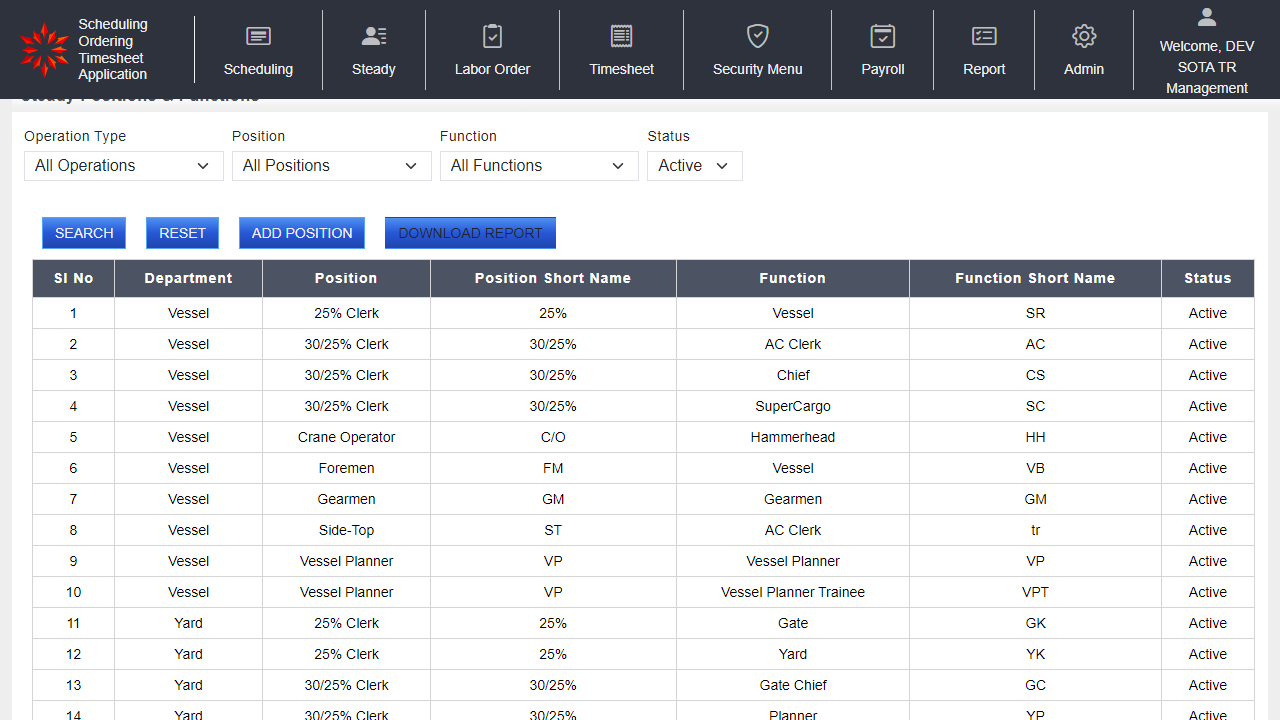 Scheduling
Ordering
Timesheet
Application
Scheduling
Steady
Labor Order
Timesheet
Security Menu
Payroll
Report
Admin
Welcome, DEV
SOTA TR
Management
Steady Positions & Functions
Operation Type Position Function Status
All Operations All Positions All Functions Active
SEARCH RESET ADD POSITION DOWNLOAD REPORT
Sl No Department Position Position Short Name Function Function Short Name Status
1 Vessel 25% Clerk 25% Vessel SR Active
2 Vessel 30/25% Clerk 30/25% AC Clerk AC Active
3 Vessel 30/25% Clerk 30/25% Chief CS Active
4 Vessel 30/25% Clerk 30/25% SuperCargo SC Active
5 Vessel Crane Operator C/O Hammerhead HH Active
6 Vessel Foremen FM Vessel VB Active
7 Vessel Gearmen GM Gearmen GM Active
8 Vessel Side-Top ST AC Clerk tr Active
9 Vessel Vessel Planner VP Vessel Planner VP Active
10 Vessel Vessel Planner VP Vessel Planner Trainee VPT Active
11 Yard 25% Clerk 25% Gate GK Active
12 Yard 25% Clerk 25% Yard YK Active
13 Yard 30/25% Clerk 30/25% Gate Chief GC Active
14 Yard 30/25% Clerk 30/25% Planner YP Active